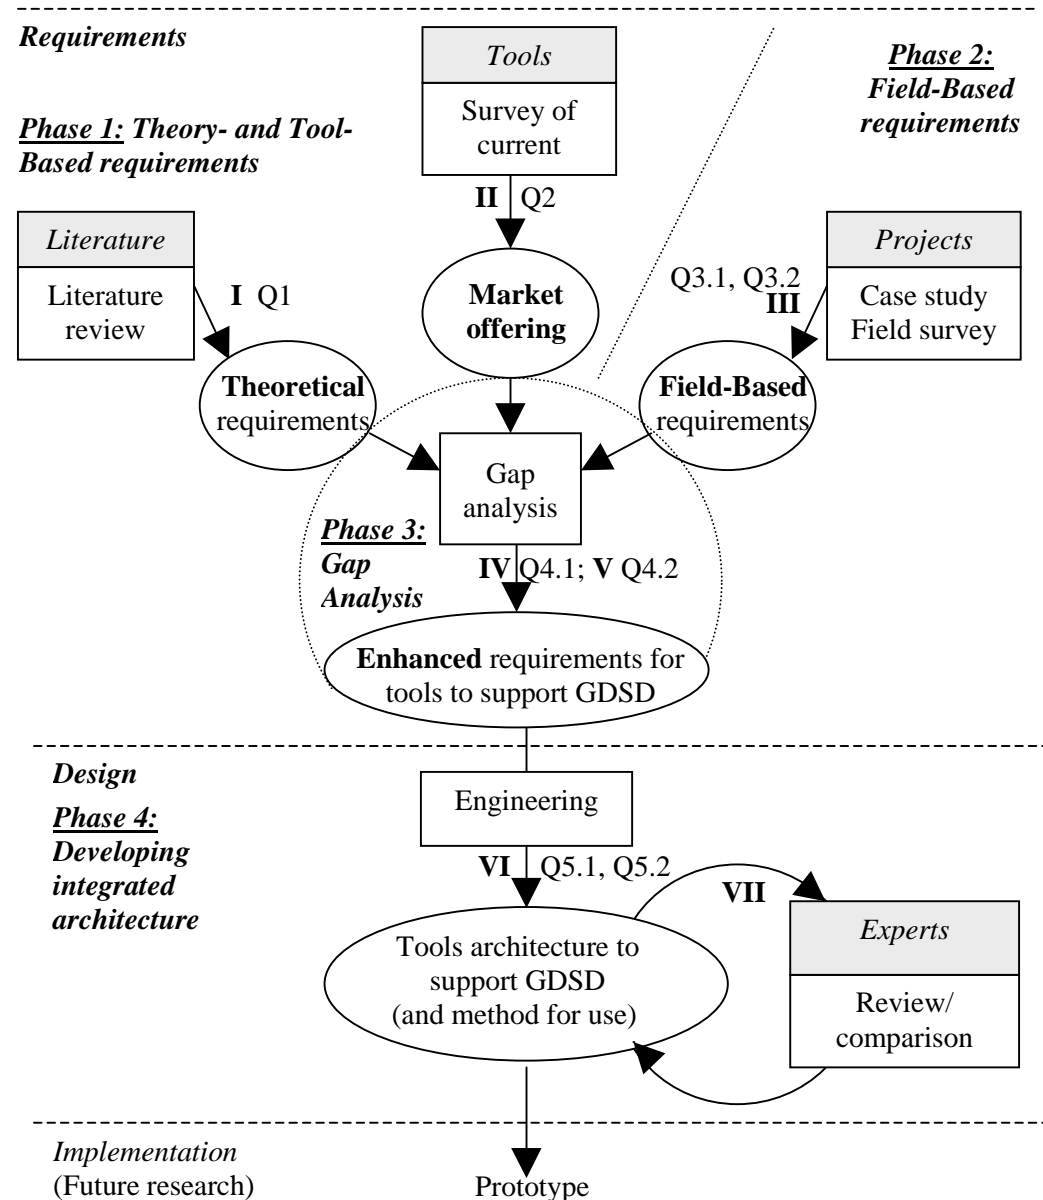 Requirements
Phase 1: Theory- and Tool-
Based requirements
Tools
Survey of
current
Phase 2:
Field-Based
requirements
II Q2
Literature
Literature
review
I Q1
Market
offering
Projects
Case study
Field survey
Q3.1, Q3.2
III
Theoretical
requirements
Field-Based
requirements
Gap
analysis
Phase 3:
Gap
Analysis
IV Q4.1; V Q4.2
Enhanced requirements for
tools to support GDSD
Design
Phase 4:
Developing
integrated
architecture
Engineering
VI Q5.1, Q5.2
VII
Tools architecture to
support GDSD
(and method for use)
Experts
Review/
comparison
Implementation
(Future research)
Prototype